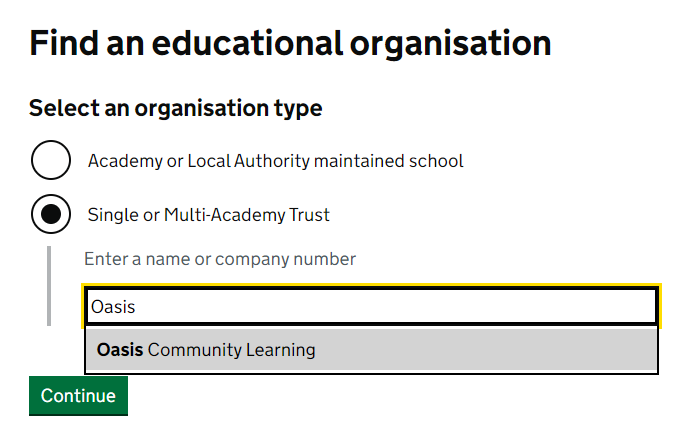 Find an educational organisation
Select an organisation type
Academy or Local Authority maintained school
Single or Multi-Academy Trust
Enter a name or company number
Oasis
Oasis Community Learning
Continue